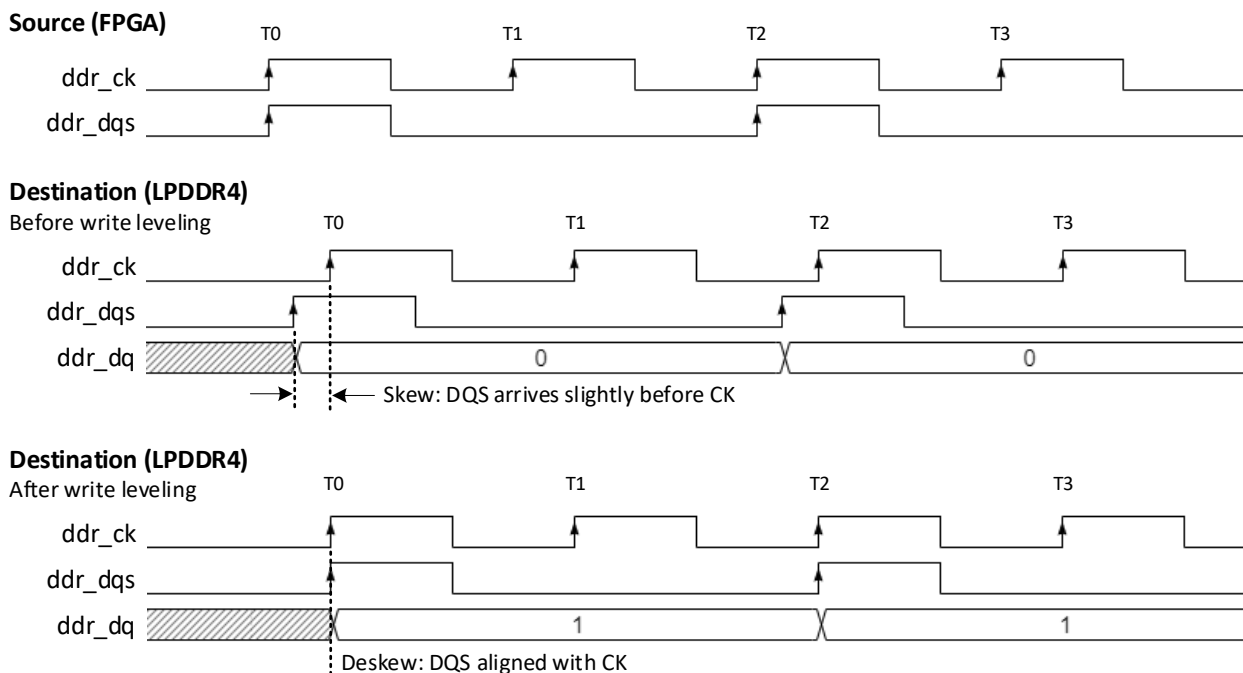 Source (FPGA)
T0 T1 T2 T3
ddr_ck
ddr_dqs
Destination (LPDDR4)
Before write leveling
T0 T1 T2 T3
ddr_ck
ddr_dqs
ddr_dq 0 0
Skew: DQS arrives slightly before CK
Destination (LPDDR4)
After write leveling
T0 T1 T2 T3
ddr_ck
ddr_dqs
ddr_dq 1 1
Deskew: DQS aligned with CK